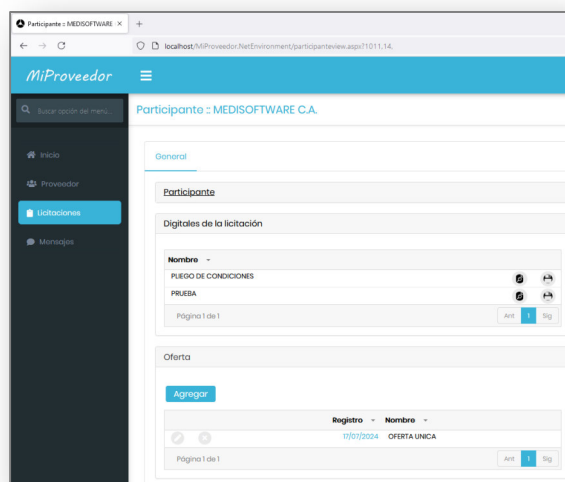 Participante :: MEDISOFTWARE ×
+
localhost/MiProveedor.NetEnvironment/participanteview.aspx?1011,14,
MiProveedor
Buscar opción del menú...
Participante :: MEDISOFTWARE C.A.
Inicio
Proveedor
Licitaciones
Mensajes
General
Participante
Digitales de la licitación
Nombre
PLIEGO DE CONDICIONES
PRUEBA
Página 1 de 1
Ant 1 Sig
Oferta
Agregar
Registro Nombre
17/07/2024 OFERTA UNICA
Página 1 de 1
Ant 1 Sig